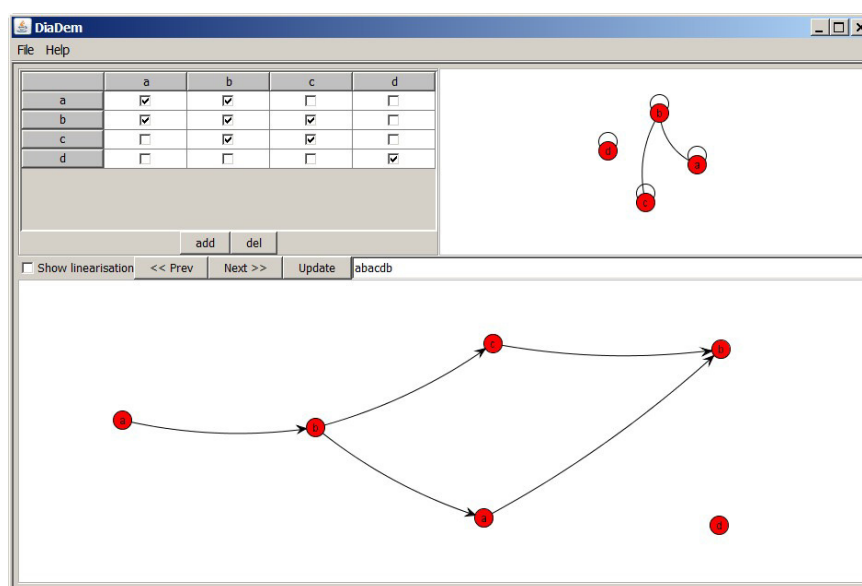 DiaDem
File Help
a b c d
a
b
c
d
add del
b
d
a
c
Show linearisation << Prev Next >> Update abacdb
c
b
a
b
a
d